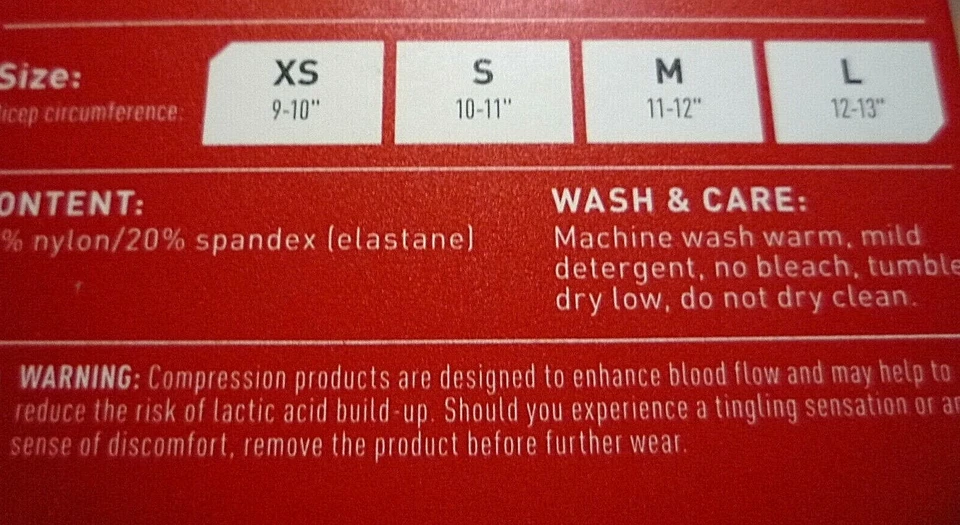 Size:
XS
S
M
L
icep circumference:
9-10"
10-11"
11-12"
12-13"
ONTENT:
% nylon/20% spandex (elastane)
WASH & CARE:
Machine wash warm, mild
detergent, no bleach, tumble
dry low, do not dry clean.
WARNING: Compression products are designed to enhance blood flow and may help to
reduce the risk of lactic acid build-up. Should you experience a tingling sensation or
sense of discomfort, remove the product before further wear.